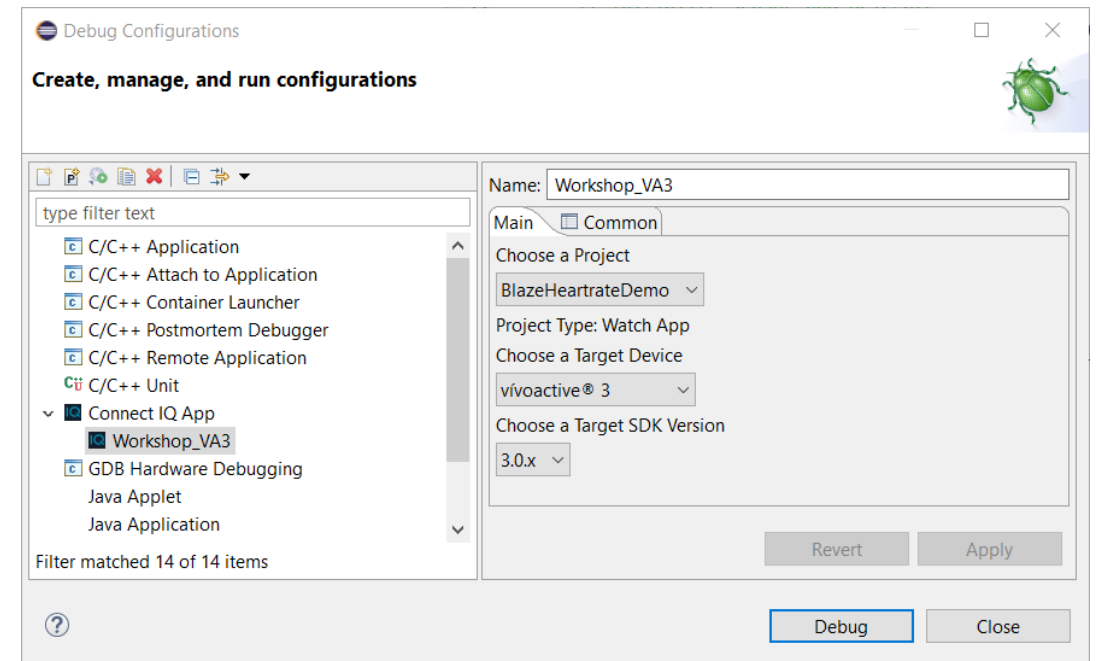 Debug Configurations
Create, manage, and run configurations
type filter text
C/C++ Application
C/C++ Attach to Application
C/C++ Container Launcher
C/C++ Postmortem Debugger
C/C++ Remote Application
C/C++ Unit
Connect IQ App
Workshop_VA3
GDB Hardware Debugging
Java Applet
Java Application
Filter matched 14 of 14 items
Name: Workshop_VA3
Main Common
Choose a Project
BlazeHeartrateDemo
Project Type: Watch App
Choose a Target Device
vívoactive® 3
Choose a Target SDK Version
3.0.x
Revert Apply
Debug Close